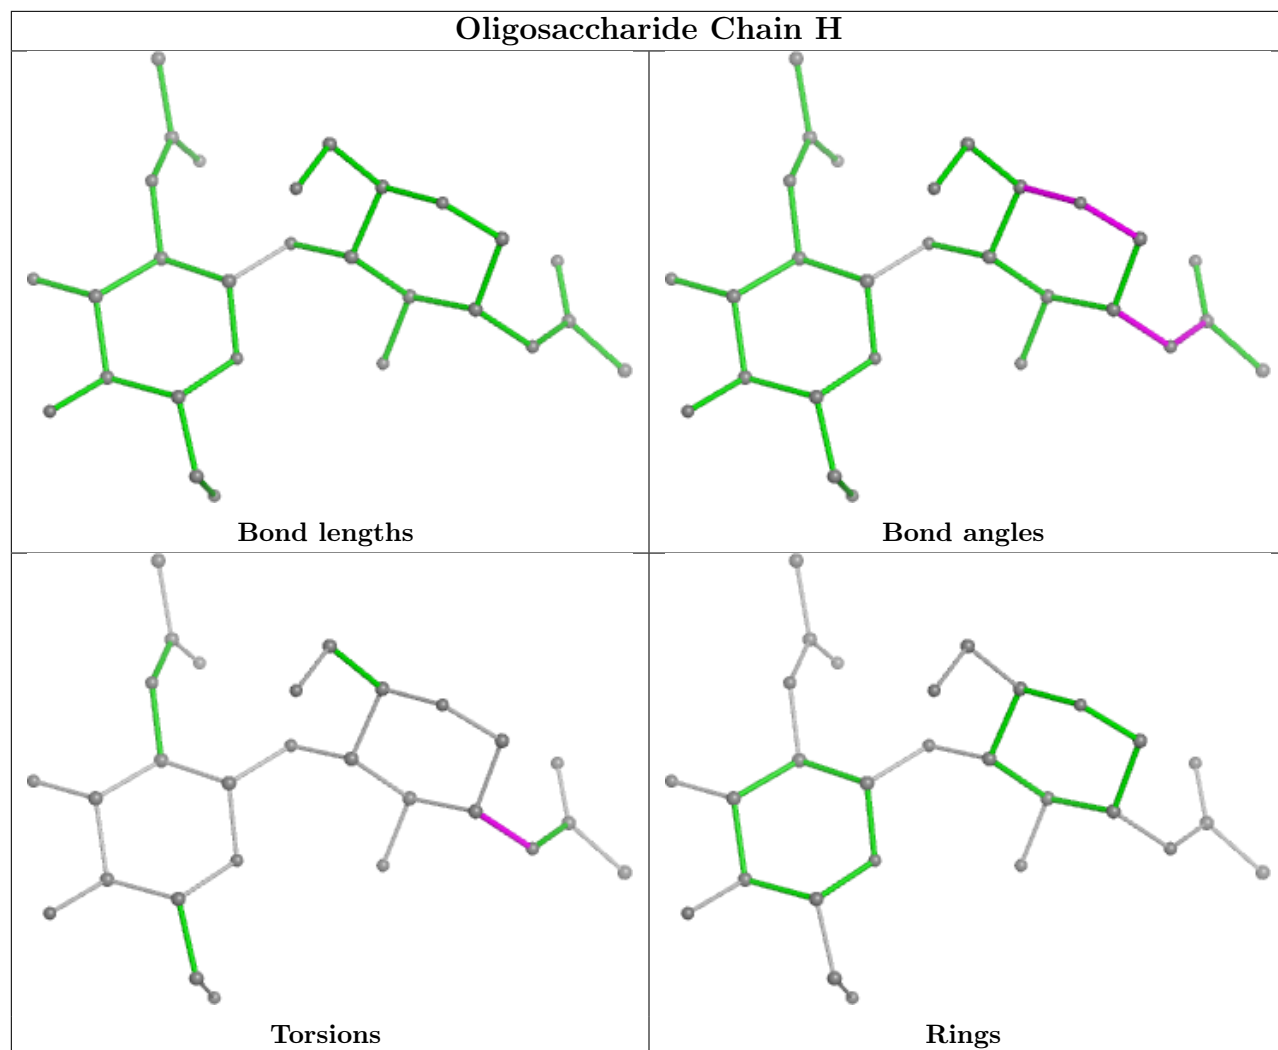 Oligosaccharide Chain H
Bond lengths
Bond angles
Torsions
Rings